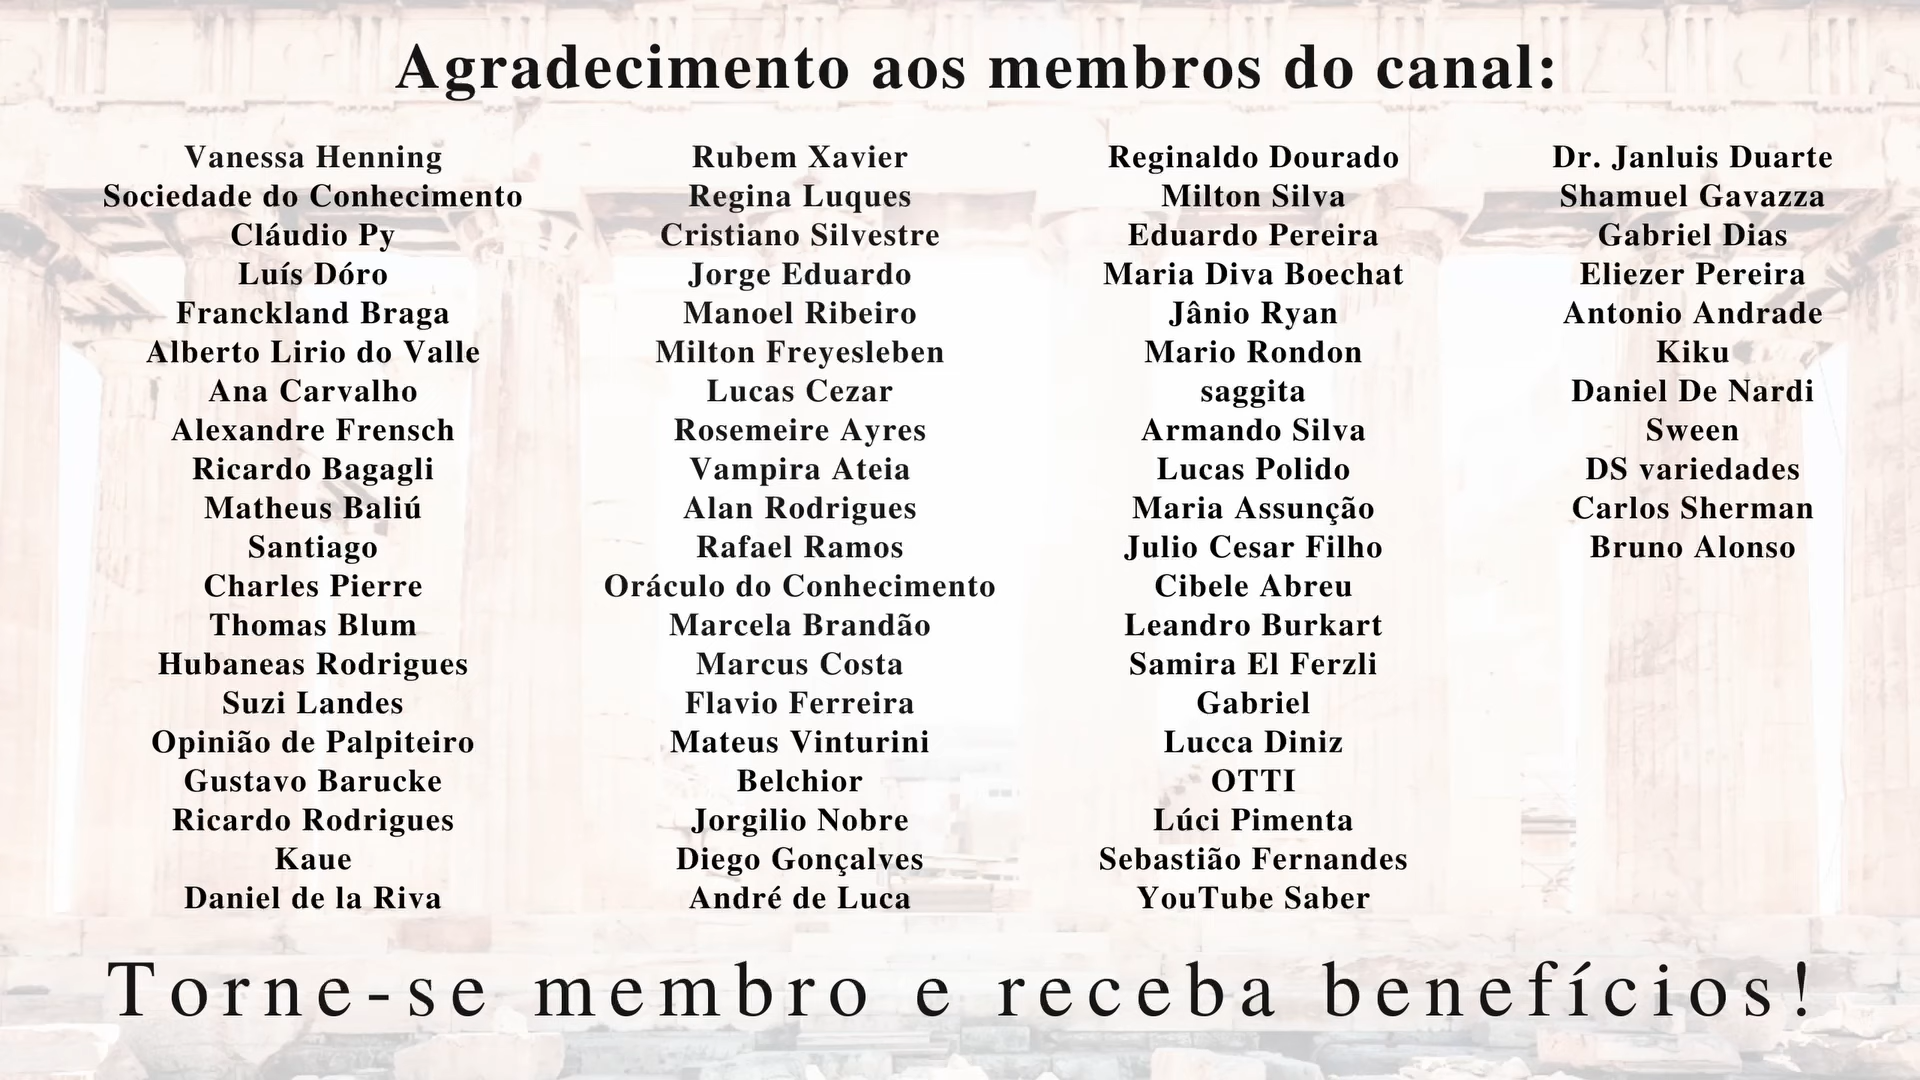 Agradecimento aos membros do canal:
Vanessa Henning
Sociedade do Conhecimento
Cláudio Py
Luís Dóro
Franckland Braga
Alberto Lirio do Valle
Ana Carvalho
Alexandre Frensch
Ricardo Bagagli
Matheus Baliú
Santiago
Charles Pierre
Thomas Blum
Hubaneas Rodrigues
Suzi Landes
Opinião de Palpiteiro
Gustavo Barucke
Ricardo Rodrigues
Kaue
Daniel de la Riva
Rubem Xavier
Regina Luques
Cristiano Silvestre
Jorge Eduardo
Manoel Ribeiro
Milton Freyesleben
Lucas Cezar
Rosemeire Ayres
Vampira Ateia
Alan Rodrigues
Rafael Ramos
Oráculo do Conhecimento
Marcela Brandão
Marcus Costa
Flavio Ferreira
Mateus Vinturini
Belchior
Jorgilio Nobre
Diego Gonçalves
André de Luca
Reginaldo Dourado
Milton Silva
Eduardo Pereira
Maria Diva Boechat
Jânio Ryan
Mario Rondon
saggita
Armando Silva
Lucas Polido
Maria Assunção
Julio Cesar Filho
Cibele Abreu
Leandro Burkart
Samira El Ferzli
Gabriel
Lucca Diniz
OTTI
Lúci Pimenta
Sebastião Fernandes
YouTube Saber
Dr. Janluis Duarte
Shamuel Gavazza
Gabriel Dias
Eliezer Pereira
Antonio Andrade
Kiku
Daniel De Nardi
Sween
DS variedades
Carlos Sherman
Bruno Alonso
Torne-se membro e receba benefícios!